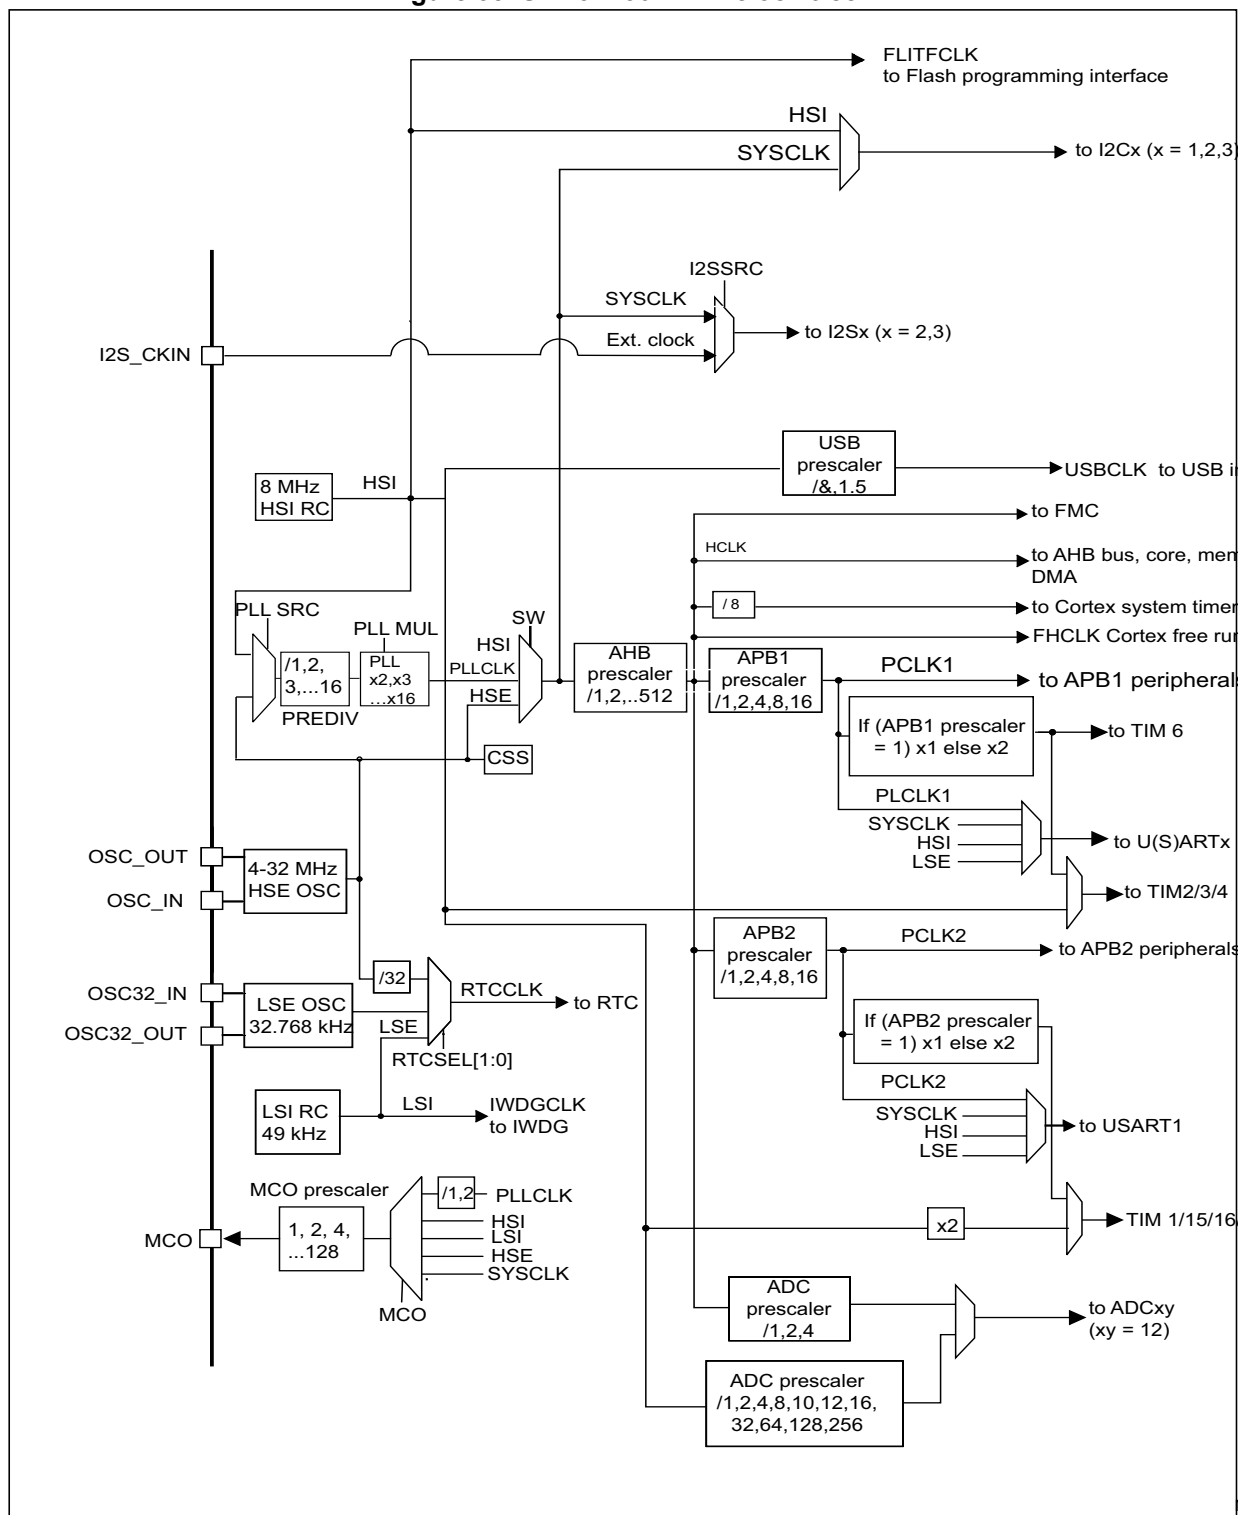 FLITFCLK
to Flash programming interface
HSI
SYSCLK
to I2Cx (x = 1,2,3)
I2SSRC
SYSCLK
to I2Sx (x = 2,3)
Ext. clock
I2S_CKIN
USB
prescaler
/&,1.5
USBCLK to USB
8 MHz
HSI RC
HSI
to FMC
HCLK
to AHB bus, core,
DMA
/ 8
to Cortex system timer
FHCLK Cortex free
PLL SRC
PLL MUL
SW
/1,2,
3,...16
PREDIV
PLL
x2,x3
...x16
HSI
PLLCLK
HSE
AHB
prescaler
/1,2,..512
APB1
prescaler
/1,2,4,8,16
PCLK1
to APB1 peripherals
CSS
If (APB1 prescaler
= 1) x1 else x2
to TIM 6
PLCLK1
SYSCLK
HSI
LSE
to U(S)ARTx
OSC_OUT
OSC_IN
4-32 MHz
HSE OSC
to TIM2/3/4
APB2
prescaler
/1,2,4,8,16
PCLK2
to APB2 peripherals
/32
OSC32_IN
OSC32_OUT
LSE OSC
32.768 kHz
RTCCLK
to RTC
LSE
RTCSEL[1:0]
If (APB2 prescaler
= 1) x1 else x2
PCLK2
SYSCLK
HSI
LSE
to USART1
LSI RC
49 kHz
LSI
IWDGCLK
to IWDG
MCO prescaler
1, 2, 4,
...128
MCO
/1,2
PLLCLK
HSI
LSI
HSE
SYSCLK
MCO
x2
TIM 1/15/16
ADC
prescaler
/1,2,4
to ADCxy
(xy = 12)
ADC prescaler
/1,2,4,8,10,12,16,
32,64,128,256